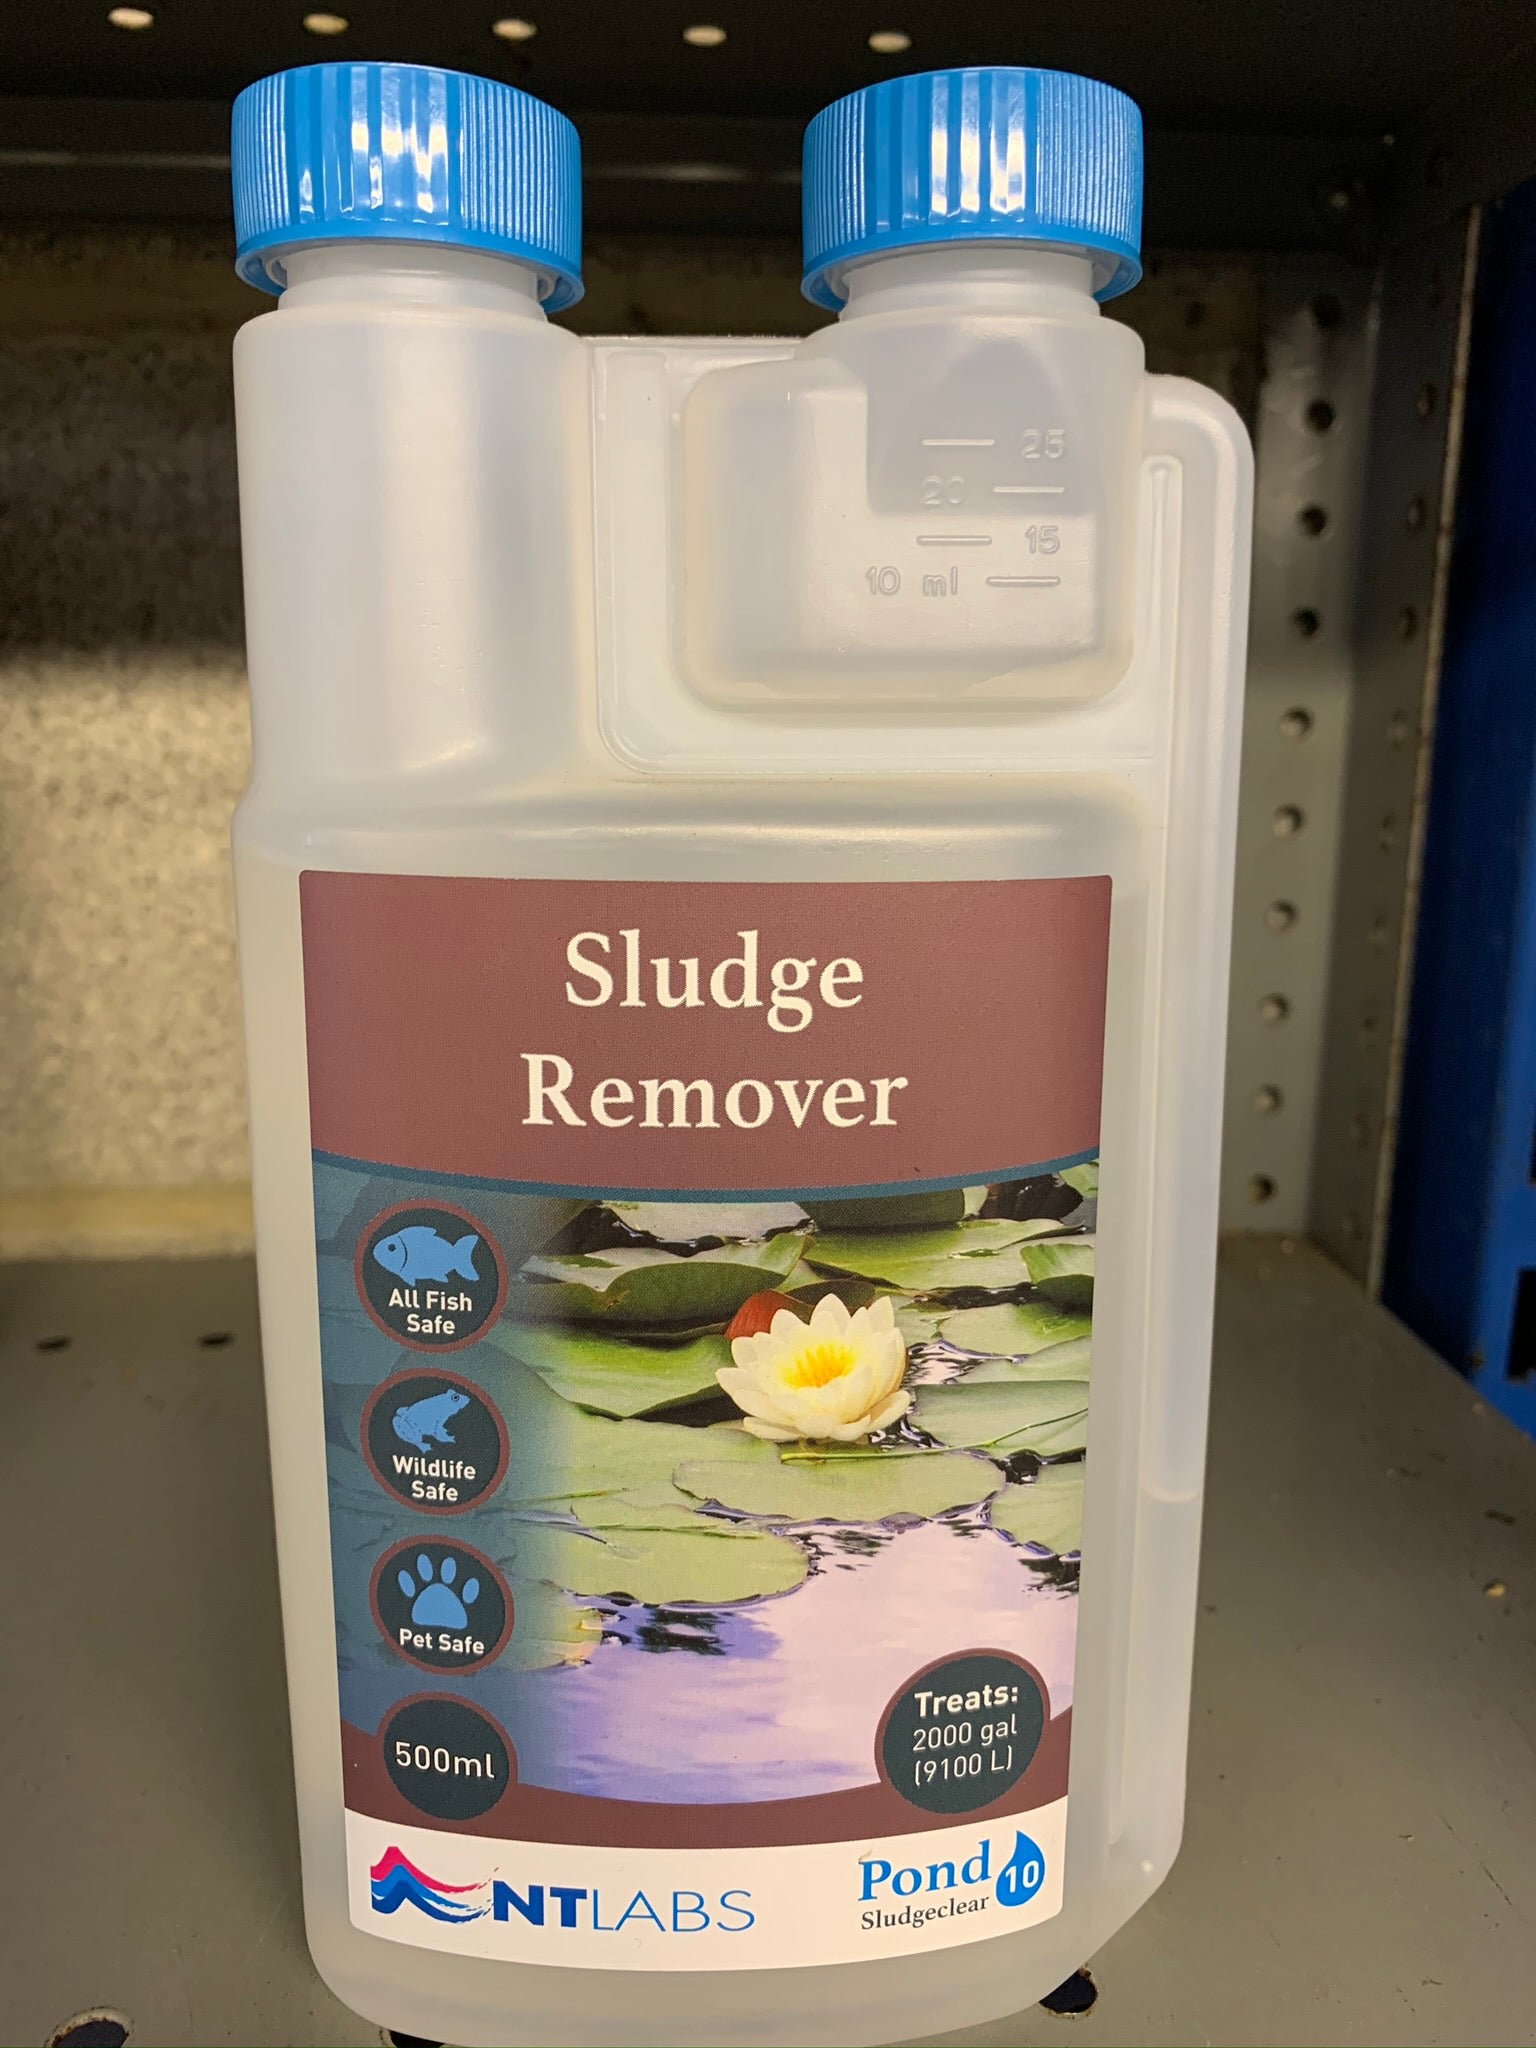 25
20
15
10 ml
Sludge
Remover
All Fish
Safe
Wildlife
Safe
Pet Safe
500ml
Treats:
2000 gal
(9100 L)
NTLABS
Pond 10
Sludgeclear